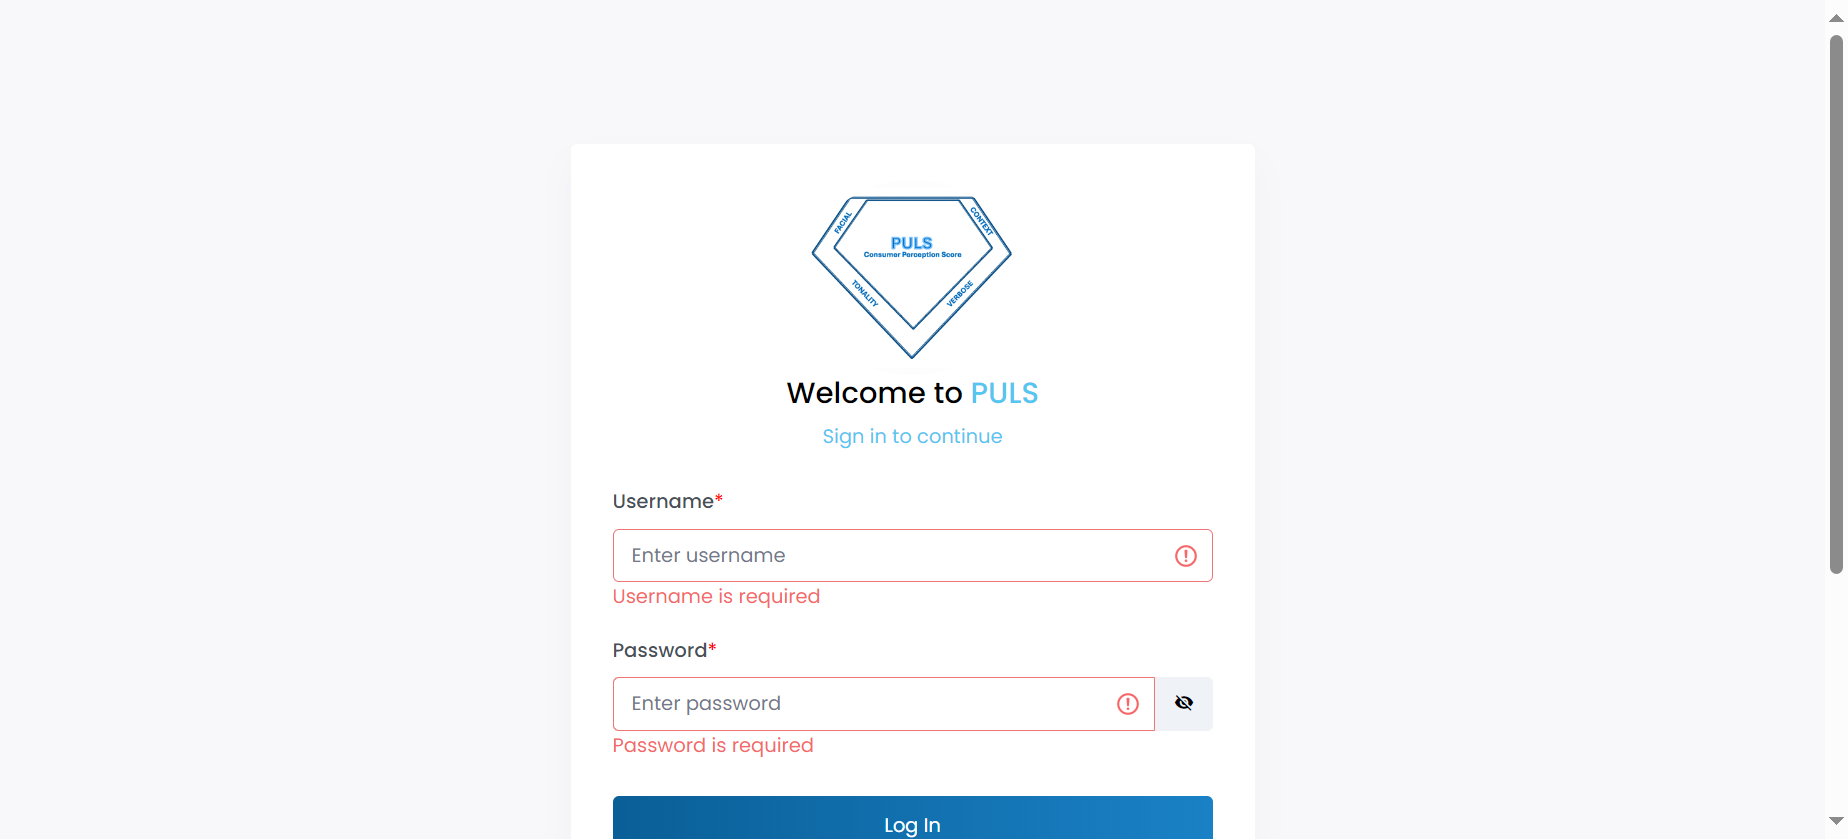 FACIAL
CONTEXT
PULS
Consumer Perception Score
TONALITY
VERBOSE
Welcome to PULS
Sign in to continue
Username*
Enter username
Username is required
Password*
Enter password
Password is required
Log In